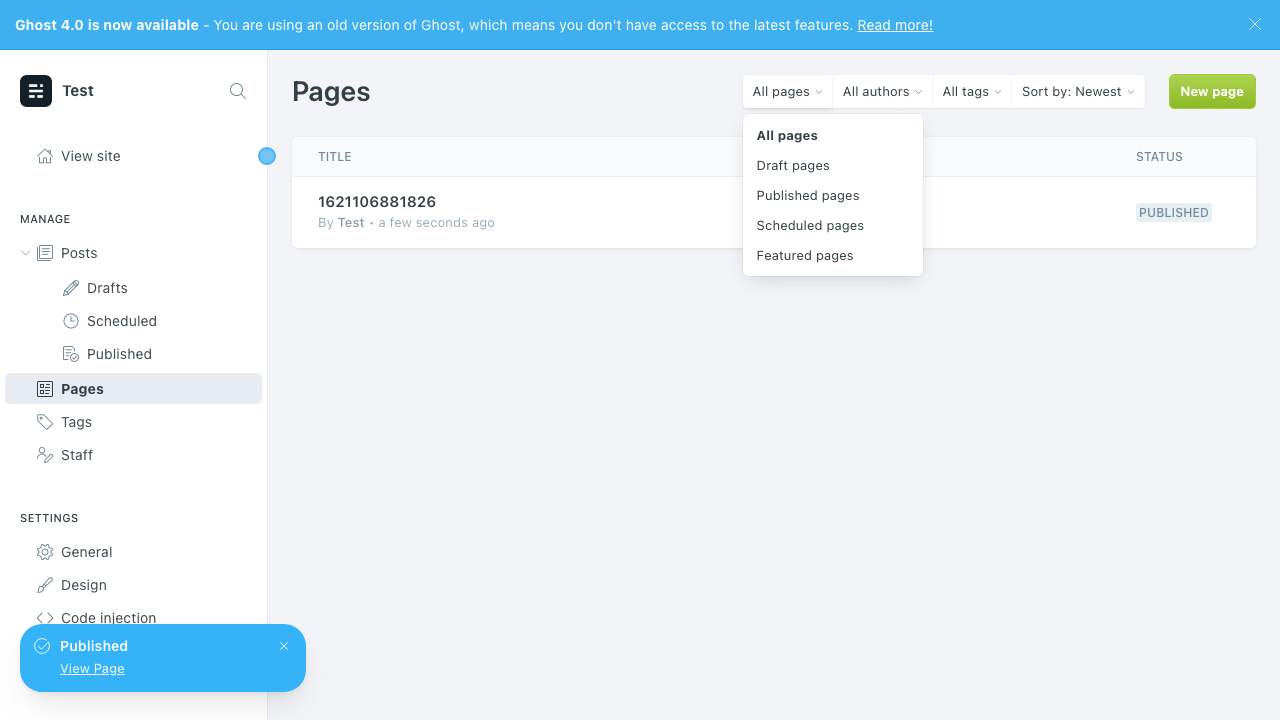 Ghost 4.0 is now available - You are using an old version of Ghost, which means you don't have access to the latest features. Read more!
Test
View site
MANAGE
Posts
Drafts
Scheduled
Published
Pages
Tags
Staff
SETTINGS
General
Design
Code injection
Published
View Page
Pages
All pages
All authors
All tags
Sort by: Newest
New page
All pages
Draft pages
Published pages
Scheduled pages
Featured pages
TITLE
STATUS
1621106881826
By Test • a few seconds ago
PUBLISHED